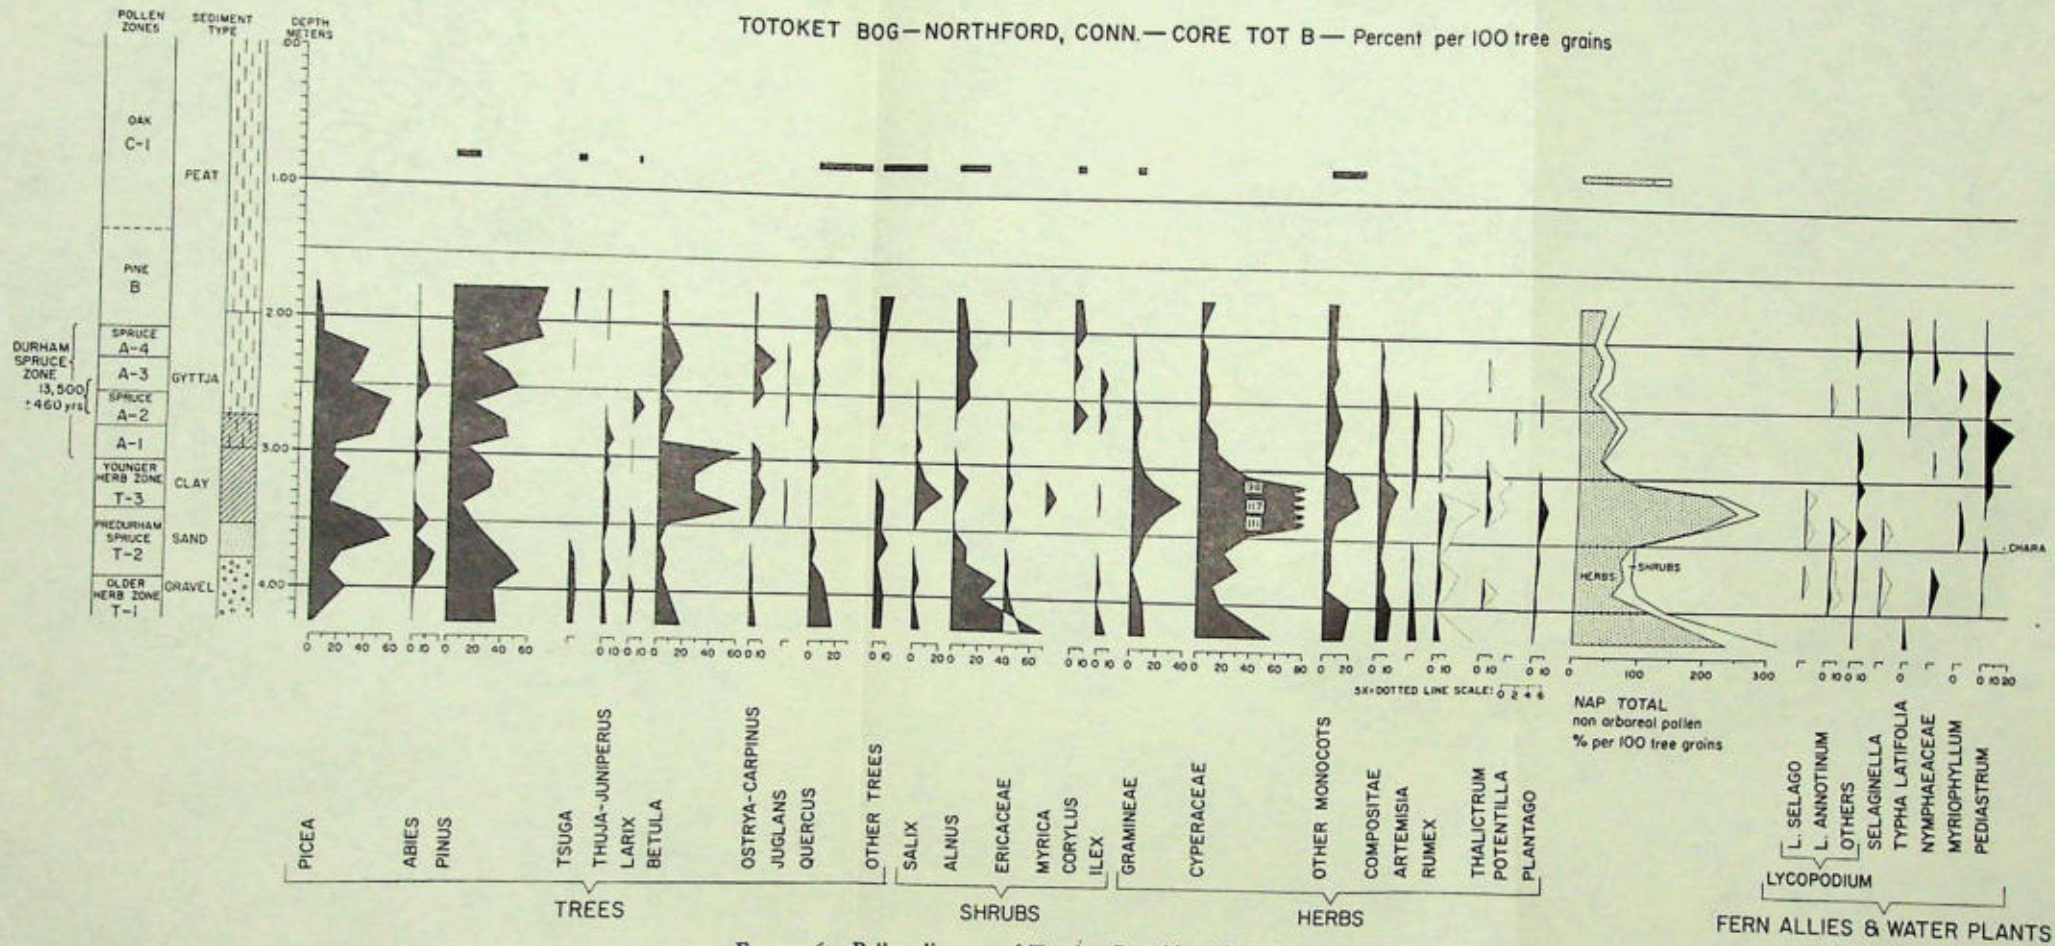 TOTOKET BOG—NORTHFORD, CONN.—CORE TOT B— Percent per 100 tree grains
POLLEN ZONES
SEDIMENT TYPE
DEPTH METERS
.00
OAK
C-1
PEAT
1.00
PINE
B
2.00
DURHAM SPRUCE ZONE
13,500 ±460 yrs
SPRUCE
A-4
A-3
GYTTJA
SPRUCE
A-2
A-1
3.00
YOUNGER HERB ZONE
T-3
CLAY
PREDURHAM SPRUCE
T-2
SAND
OLDER HERB ZONE
T-1
GRAVEL
4.00
117
111
HERBS
SHRUBS
CHARA
0 20 40 60
0 10
0 20 40 60
0 10
0 10
0 20 40 60
0 10
0 20
0 10
0 20
0 20 40 60
0 10
0 10
0 20 40
0 20 40 60 80
0 20
0 10
0 10
0 10
0 10
0 100 200 300
0 10
0 10
0
0
0 10 20
5X=DOTTED LINE SCALE: 0 2 4 6
NAP TOTAL
non arboreal pollen
% per 100 tree grains
PICEA
ABIES
PINUS
TSUGA
THUJA-JUNIPERUS
LARIX
BETULA
OSTRYA-CARPINUS
JUGLANS
QUERCUS
OTHER TREES
SALIX
ALNUS
ERICACEAE
MYRICA
CORYLUS
ILEX
GRAMINEAE
CYPERACEAE
OTHER MONOCOTS
COMPOSITAE
ARTEMISIA
RUMEX
THALICTRUM
POTENTILLA
PLANTAGO
L. SELAGO
L. ANNOTINUM
OTHERS
SELAGINELLA
TYPHA LATIFOLIA
NYMPHAEACEAE
MYRIOPHYLLUM
PEDIASTRUM
LYCOPODIUM
TREES
SHRUBS
HERBS
FERN ALLIES & WATER PLANTS